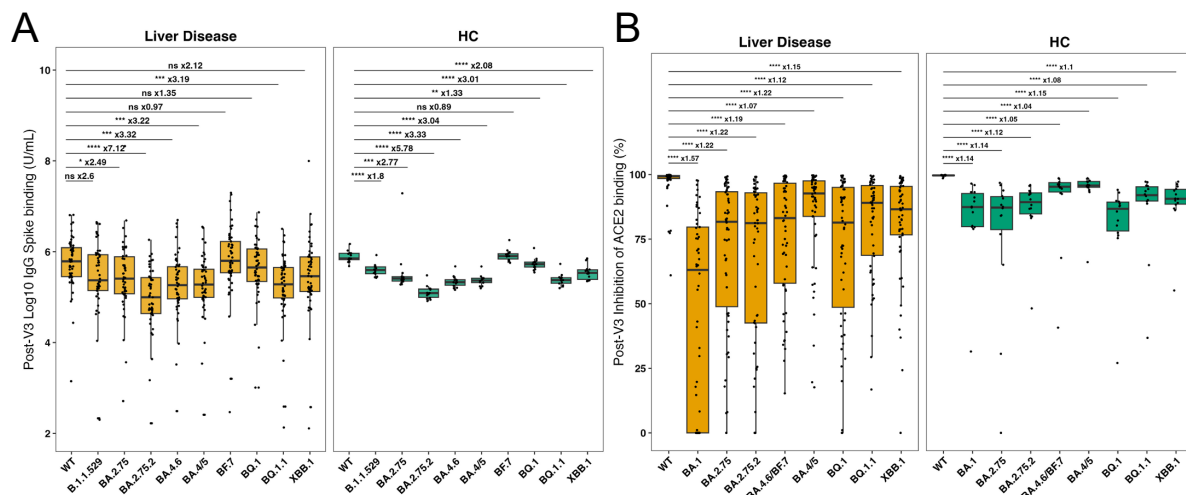 A
Liver Disease
HC
Post-V3 Log10 IgG Spike binding (U/mL)
10
8
6
4
2
ns x2.12
*** x3.19
ns x1.35
ns x0.97
*** x3.22
*** x3.32
**** x7.12
* x2.49
ns x2.6
**** x2.08
**** x3.01
** x1.33
ns x0.89
**** x3.04
**** x3.33
**** x5.78
*** x2.77
**** x1.8
WT
B.1.1.529
BA.2.75
BA.2.75.2
BA.4.6
BA.4/5
BF.7
BQ.1
BQ.1.1
XBB.1
WT
B.1.1.529
BA.2.75
BA.2.75.2
BA.4.6
BA.4/5
BF.7
BQ.1
BQ.1.1
XBB.1
B
Liver Disease
HC
Post-V3 Inhibition of ACE2 binding (%)
100
75
50
25
0
**** x1.15
**** x1.12
**** x1.22
**** x1.07
**** x1.19
**** x1.22
**** x1.22
**** x1.57
**** x1.1
**** x1.08
**** x1.15
**** x1.04
**** x1.05
**** x1.12
**** x1.14
**** x1.14
WT
BA.1
BA.2.75
BA.2.75.2
BA.4.6/BF.7
BA.4/5
BQ.1
BQ.1.1
XBB.1
WT
BA.1
BA.2.75
BA.2.75.2
BA.4.6/BF.7
BA.4/5
BQ.1
BQ.1.1
XBB.1